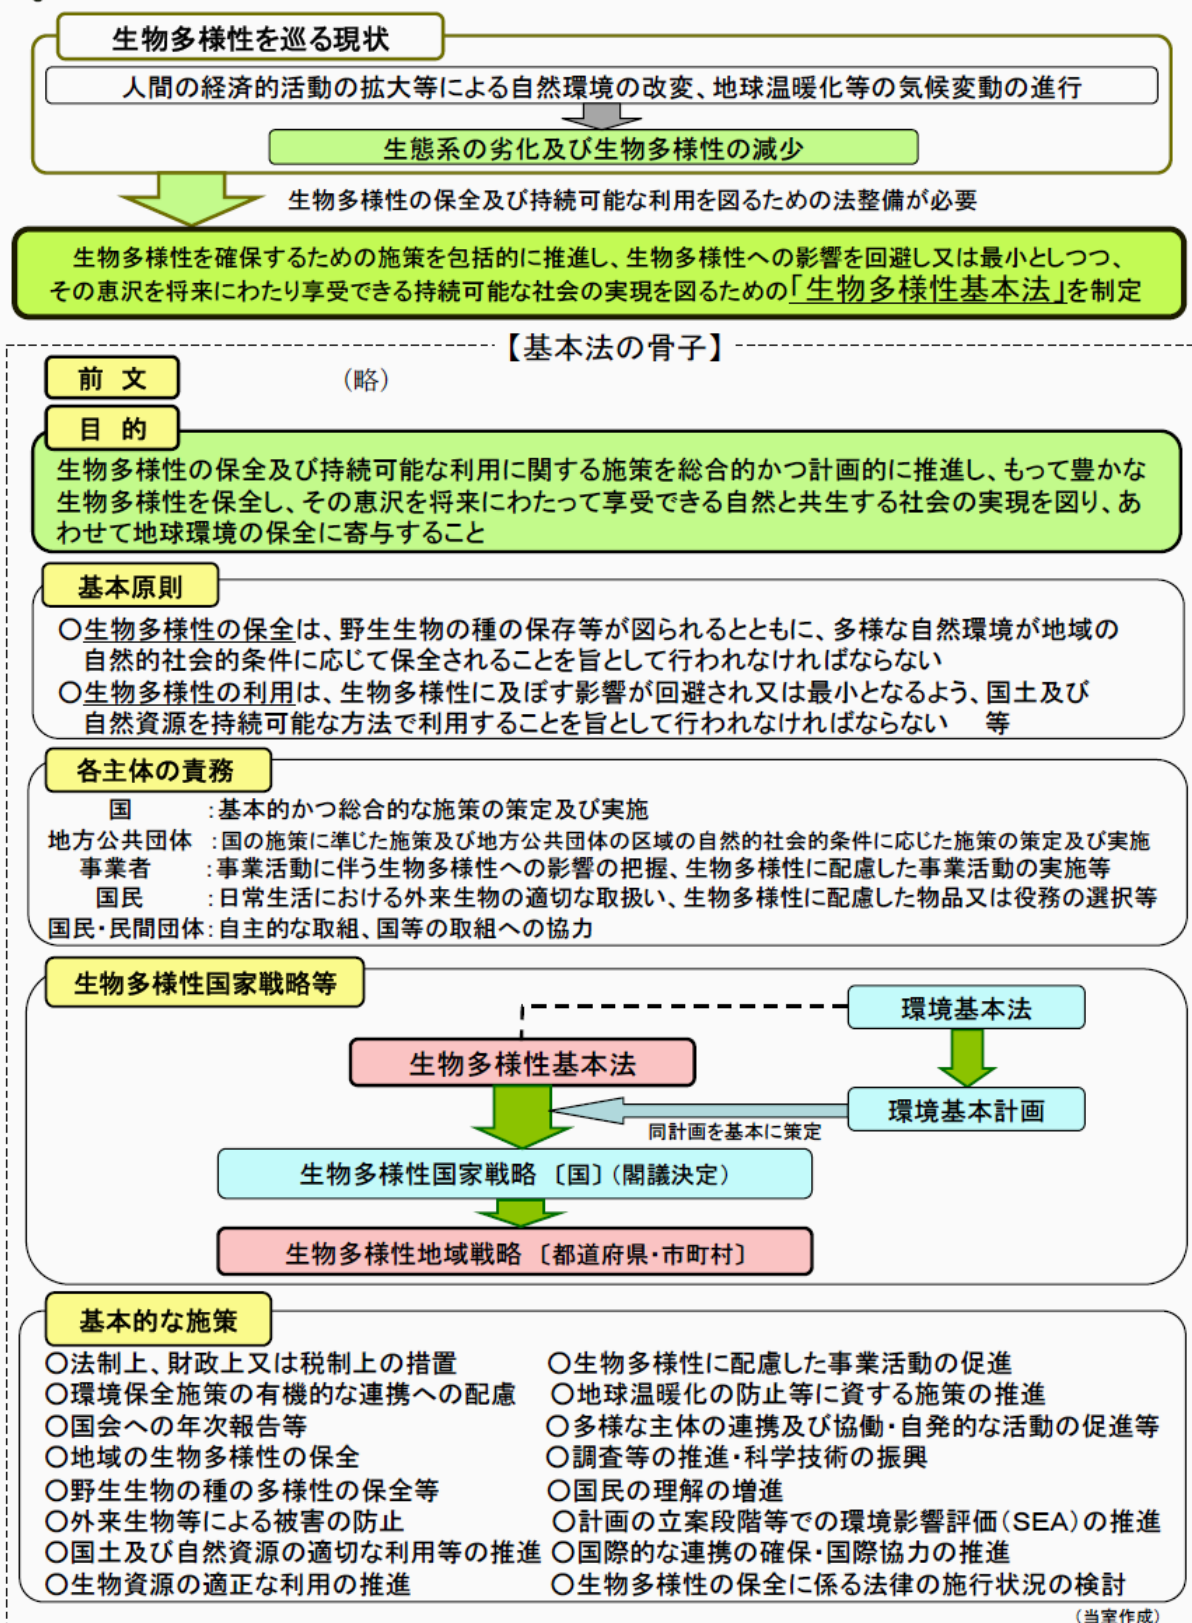 生物多様性を巡る現状
人間の経済的活動の拡大等による自然環境の改変、地球温暖化等の気候変動の進行
生態系の劣化及び生物多様性の減少
生物多様性の保全及び持続可能な利用を図るための法整備が必要
生物多様性を確保するための施策を包括的に推進し、生物多様性への影響を回避し又は最小としつつ、
その恵沢を将来にわたり享受できる持続可能な社会の実現を図るための「生物多様性基本法」を制定
【基本法の骨子】
前 文 （略）
目 的
生物多様性の保全及び持続可能な利用に関する施策を総合的かつ計画的に推進し、もって豊かな
生物多様性を保全し、その恵沢を将来にわたって享受できる自然と共生する社会の実現を図り、あ
わせて地球環境の保全に寄与すること
基本原則
○生物多様性の保全は、野生生物の種の保存等が図られるとともに、多様な自然環境が地域の
自然的社会的条件に応じて保全されることを旨として行われなければならない
○生物多様性の利用は、生物多様性に及ぼす影響が回避され又は最小となるよう、国土及び
自然資源を持続可能な方法で利用することを旨として行われなければならない 等
各主体の責務
国 ：基本的かつ総合的な施策の策定及び実施
地方公共団体 ：国の施策に準じた施策及び地方公共団体の区域の自然的社会的条件に応じた施策の策定及び実施
事業者 ：事業活動に伴う生物多様性への影響の把握、生物多様性に配慮した事業活動の実施等
国民 ：日常生活における外来生物の適切な取扱い、生物多様性に配慮した物品又は役務の選択等
国民・民間団体：自主的な取組、国等の取組への協力
生物多様性国家戦略等
環境基本法
生物多様性基本法
環境基本計画
同計画を基本に策定
生物多様性国家戦略 〔国〕（閣議決定）
生物多様性地域戦略 〔都道府県・市町村〕
基本的な施策
○法制上、財政上又は税制上の措置
○環境保全施策の有機的な連携への配慮
○国会への年次報告等
○地域の生物多様性の保全
○野生生物の種の多様性の保全等
○外来生物等による被害の防止
○国土及び自然資源の適切な利用等の推進
○生物資源の適正な利用の推進
○生物多様性に配慮した事業活動の促進
○地球温暖化の防止等に資する施策の推進
○多様な主体の連携及び協働・自発的な活動の促進等
○調査等の推進・科学技術の振興
○国民の理解の増進
○計画の立案段階等での環境影響評価（SEA）の推進
○国際的な連携の確保・国際協力の推進
○生物多様性の保全に係る法律の施行状況の検討
（当室作成）